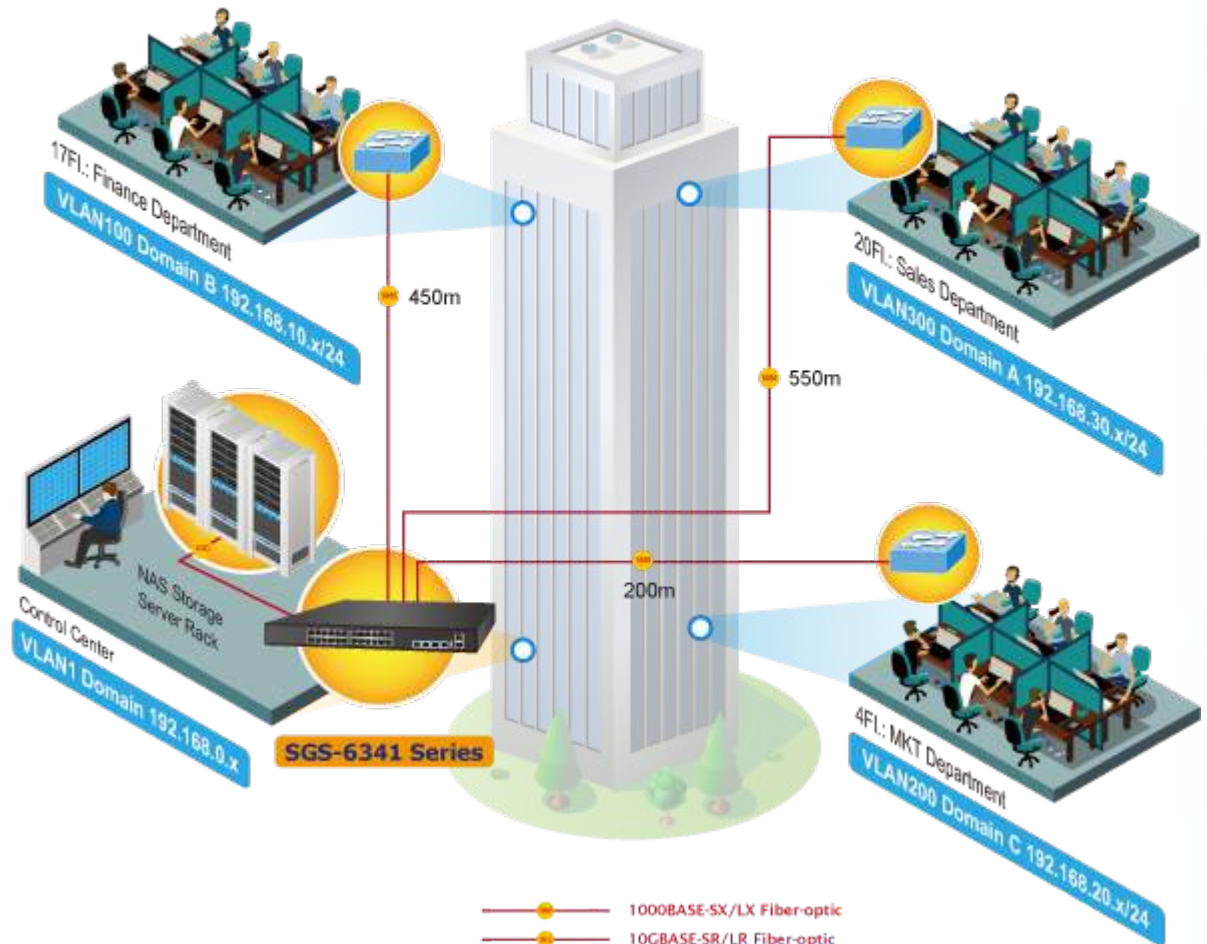 17Fl.: Finance Department
VLAN100 Domain B 192.168.10.x/24
450m
20Fl.: Sales Department
VLAN300 Domain A 192.168.30.x/24
550m
NAS Storage
Server Rack
Control Center
VLAN1 Domain 192.168.0.x
SGS-6341 Series
200m
4Fl.: MKT Department
VLAN200 Domain C 192.168.20.x/24
1000BASE-SX/LX Fiber-optic
10GBASE-SR/LR Fiber-optic